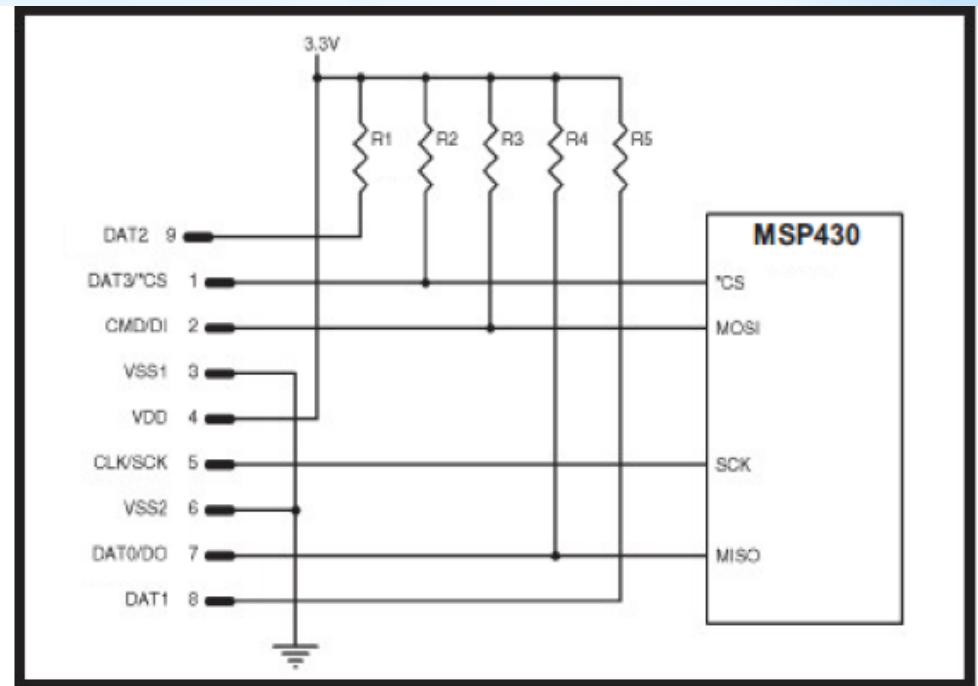 3.3V
R1 R2 R3 R4 R5
MSP430
DAT2 9
DAT3/*CS 1 *CS
CMD/DI 2 MOSI
VSS1 3
VDD 4
CLK/SCK 5 SCK
VSS2 6
DAT0/DO 7 MISO
DAT1 8